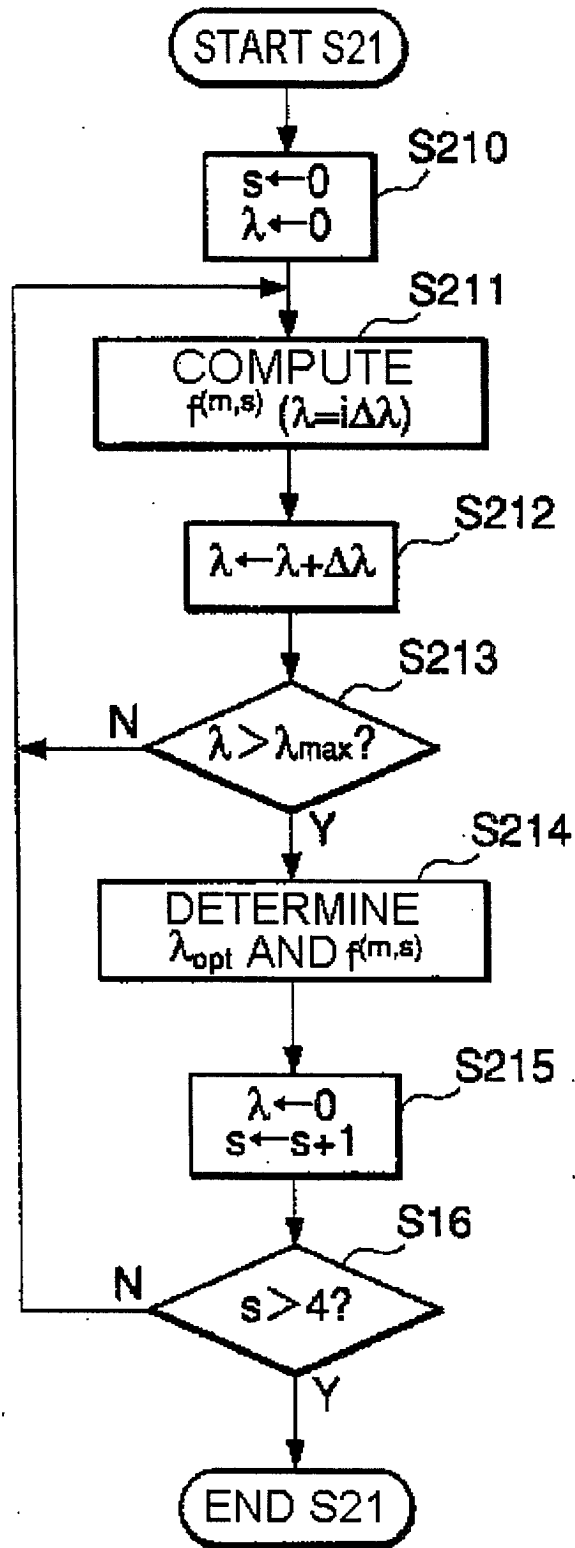 START S21
S210
s←0
λ←0
S211
COMPUTE
f(m,s) (λ=iΔλ)
S212
λ←λ+Δλ
S213
N
λ>λmax?
Y
S214
DETERMINE
λopt AND f(m,s)
S215
λ←0
s←s+1
S16
N
s>4?
Y
END S21